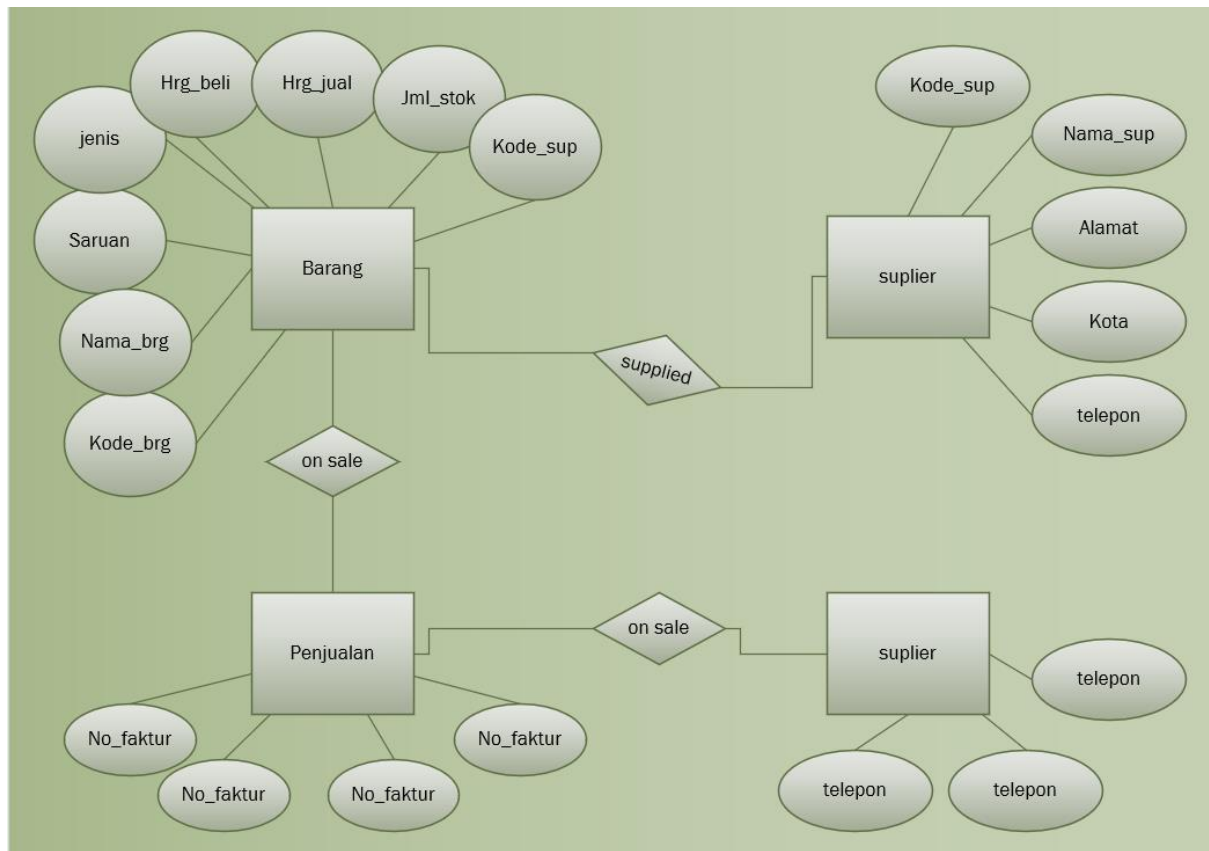 Hrg_beli
Hrg_jual
Jml_stok
Kode_sup
jenis
Saruan
Nama_brg
Kode_brg
Barang
supplied
Kode_sup
Nama_sup
Alamat
Kota
telepon
suplier
on sale
Penjualan
No_faktur
No_faktur
No_faktur
No_faktur
on sale
suplier
telepon
telepon
telepon